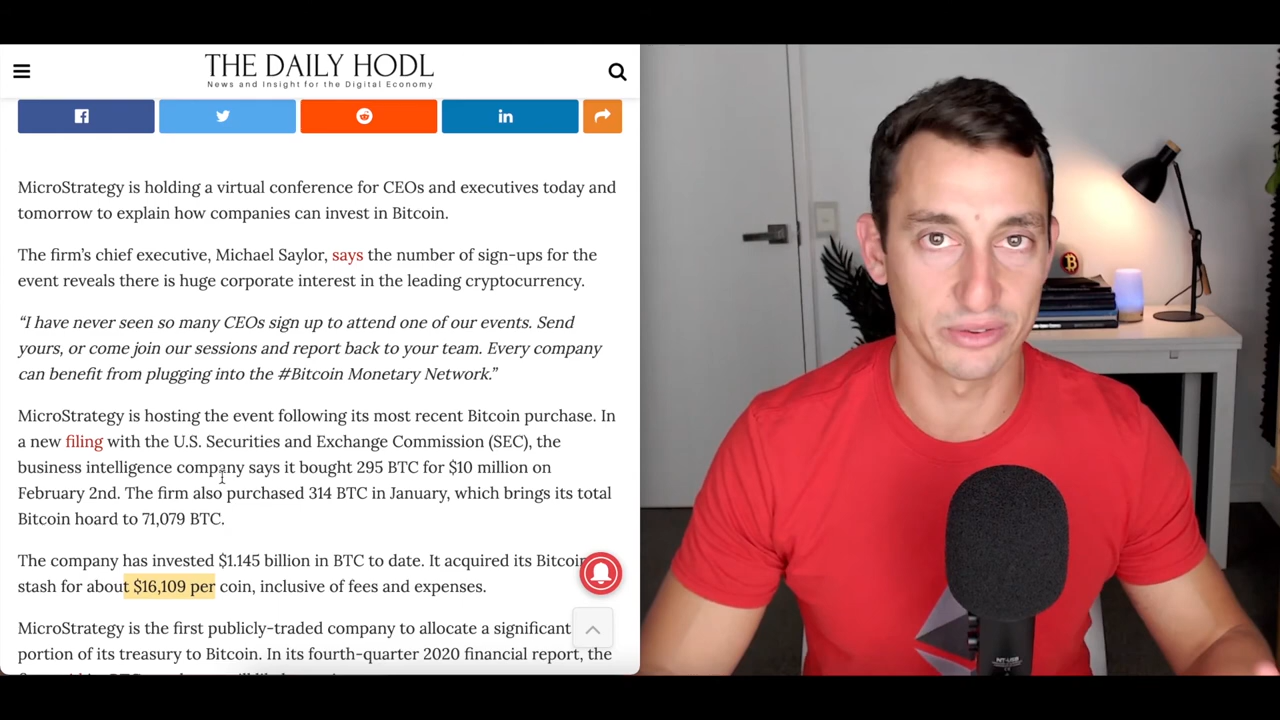 THE DAILY HODL
News and Insight for the Digital Economy
MicroStrategy is holding a virtual conference for CEOs and executives today and
tomorrow to explain how companies can invest in Bitcoin.
The firm’s chief executive, Michael Saylor, says the number of sign-ups for the
event reveals there is huge corporate interest in the leading cryptocurrency.
“I have never seen so many CEOs sign up to attend one of our events. Send
yours, or come join our sessions and report back to your team. Every company
can benefit from plugging into the #Bitcoin Monetary Network.”
MicroStrategy is hosting the event following its most recent Bitcoin purchase. In
a new filing with the U.S. Securities and Exchange Commission (SEC), the
business intelligence company says it bought 295 BTC for $10 million on
February 2nd. The firm also purchased 314 BTC in January, which brings its total
Bitcoin hoard to 71,079 BTC.
The company has invested $1.145 billion in BTC to date. It acquired its Bitcoin
stash for about $16,109 per coin, inclusive of fees and expenses.
MicroStrategy is the first publicly-traded company to allocate a significant
portion of its treasury to Bitcoin. In its fourth-quarter 2020 financial report, the
NT-USB